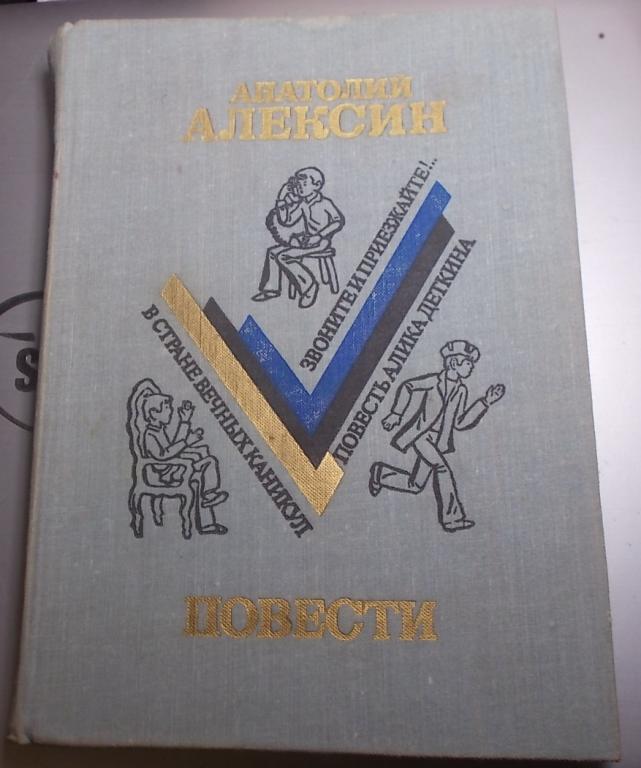 АНАТОЛИЙ
АЛЕКСИН
ЗВОНИТЕ И ПРИЕЗЖАЙТЕ!..
В СТРАНЕ ВЕЧНЫХ КАНИКУЛ
ПОВЕСТЬ АЛИКА ДЕТКИНА
ПОВЕСТИ
S